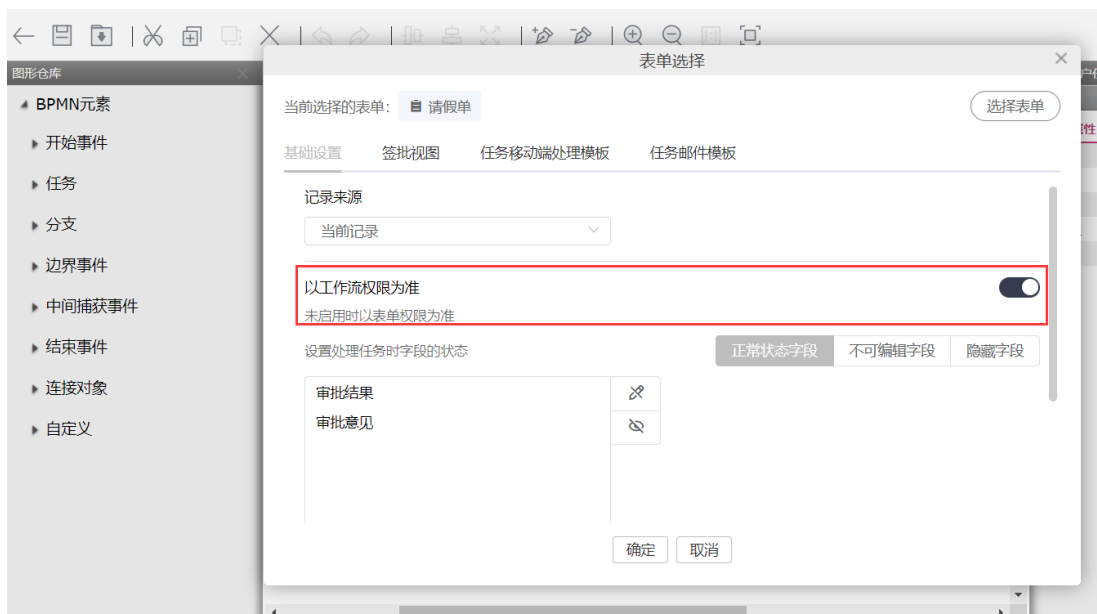 表单选择
图形仓库
BPMN元素
开始事件
任务
分支
边界事件
中间捕获事件
结束事件
连接对象
自定义
当前选择的表单: 请假单
选择表单
基础设置 签批视图 任务移动端处理模板 任务邮件模板
记录来源
当前记录
以工作流权限为准
未启用时以表单权限为准
设置处理任务时字段的状态
正常状态字段 不可编辑字段 隐藏字段
审批结果
审批意见
确定 取消